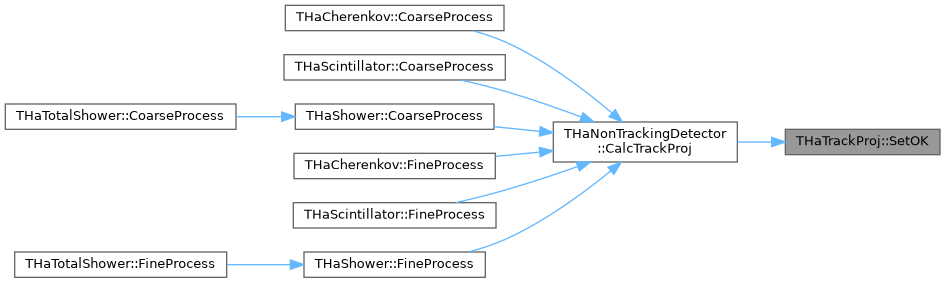 THaCherenkov::CoarseProcess
THaScintillator::CoarseProcess
THaTotalShower::CoarseProcess
THaShower::CoarseProcess
THaNonTrackingDetector
::CalcTrackProj
THaTrackProj::SetOK
THaCherenkov::FineProcess
THaScintillator::FineProcess
THaTotalShower::FineProcess
THaShower::FineProcess